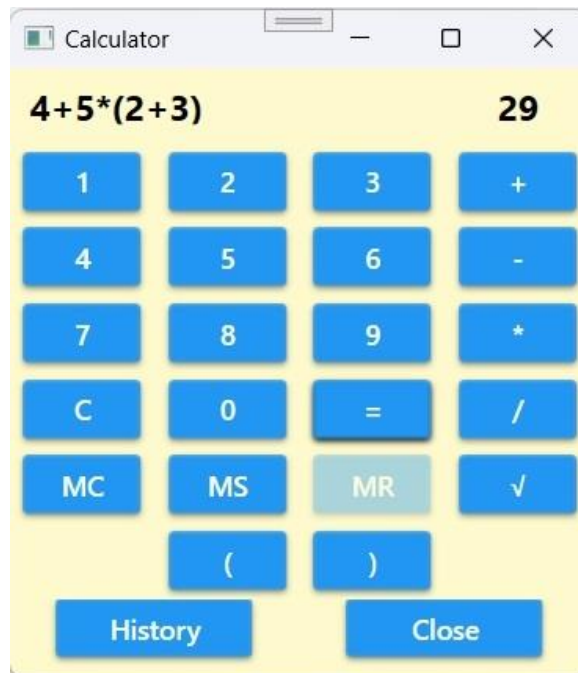 Calculator
4+5*(2+3) 29
1 2 3 +
4 5 6 -
7 8 9 *
C 0 = /
MC MS MR √
( )
History Close